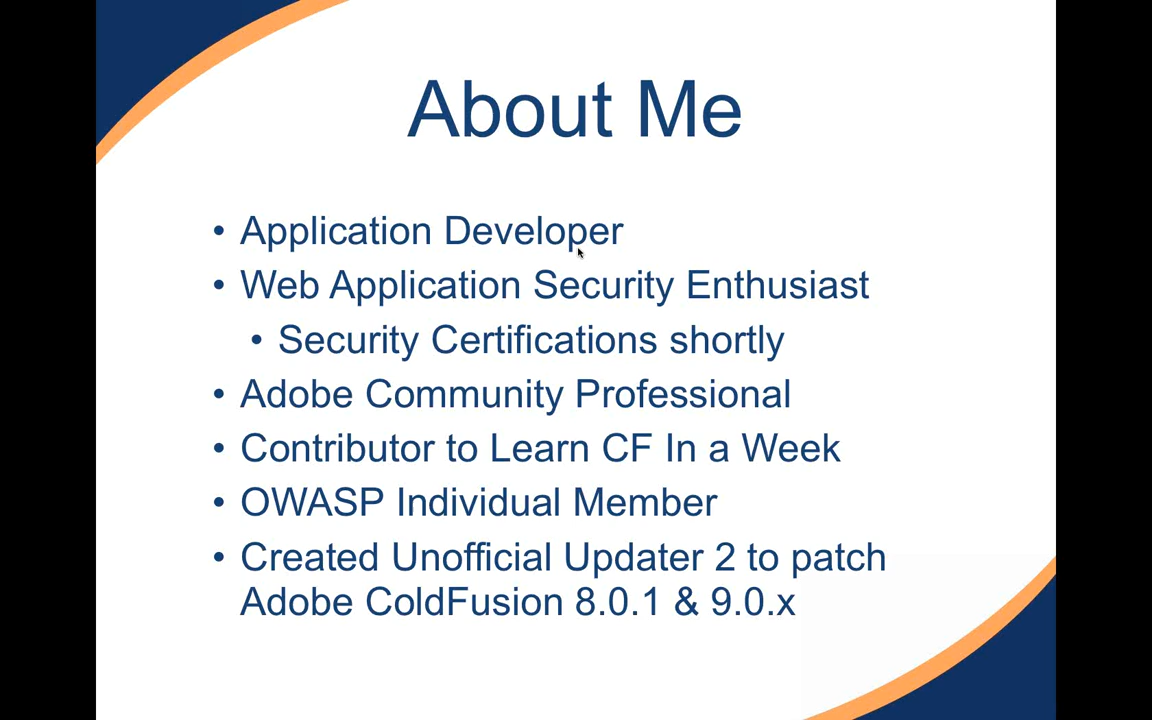 About Me
• Application Developer
• Web Application Security Enthusiast
• Security Certifications shortly
• Adobe Community Professional
• Contributor to Learn CF In a Week
• OWASP Individual Member
• Created Unofficial Updater 2 to patch
Adobe ColdFusion 8.0.1 & 9.0.x